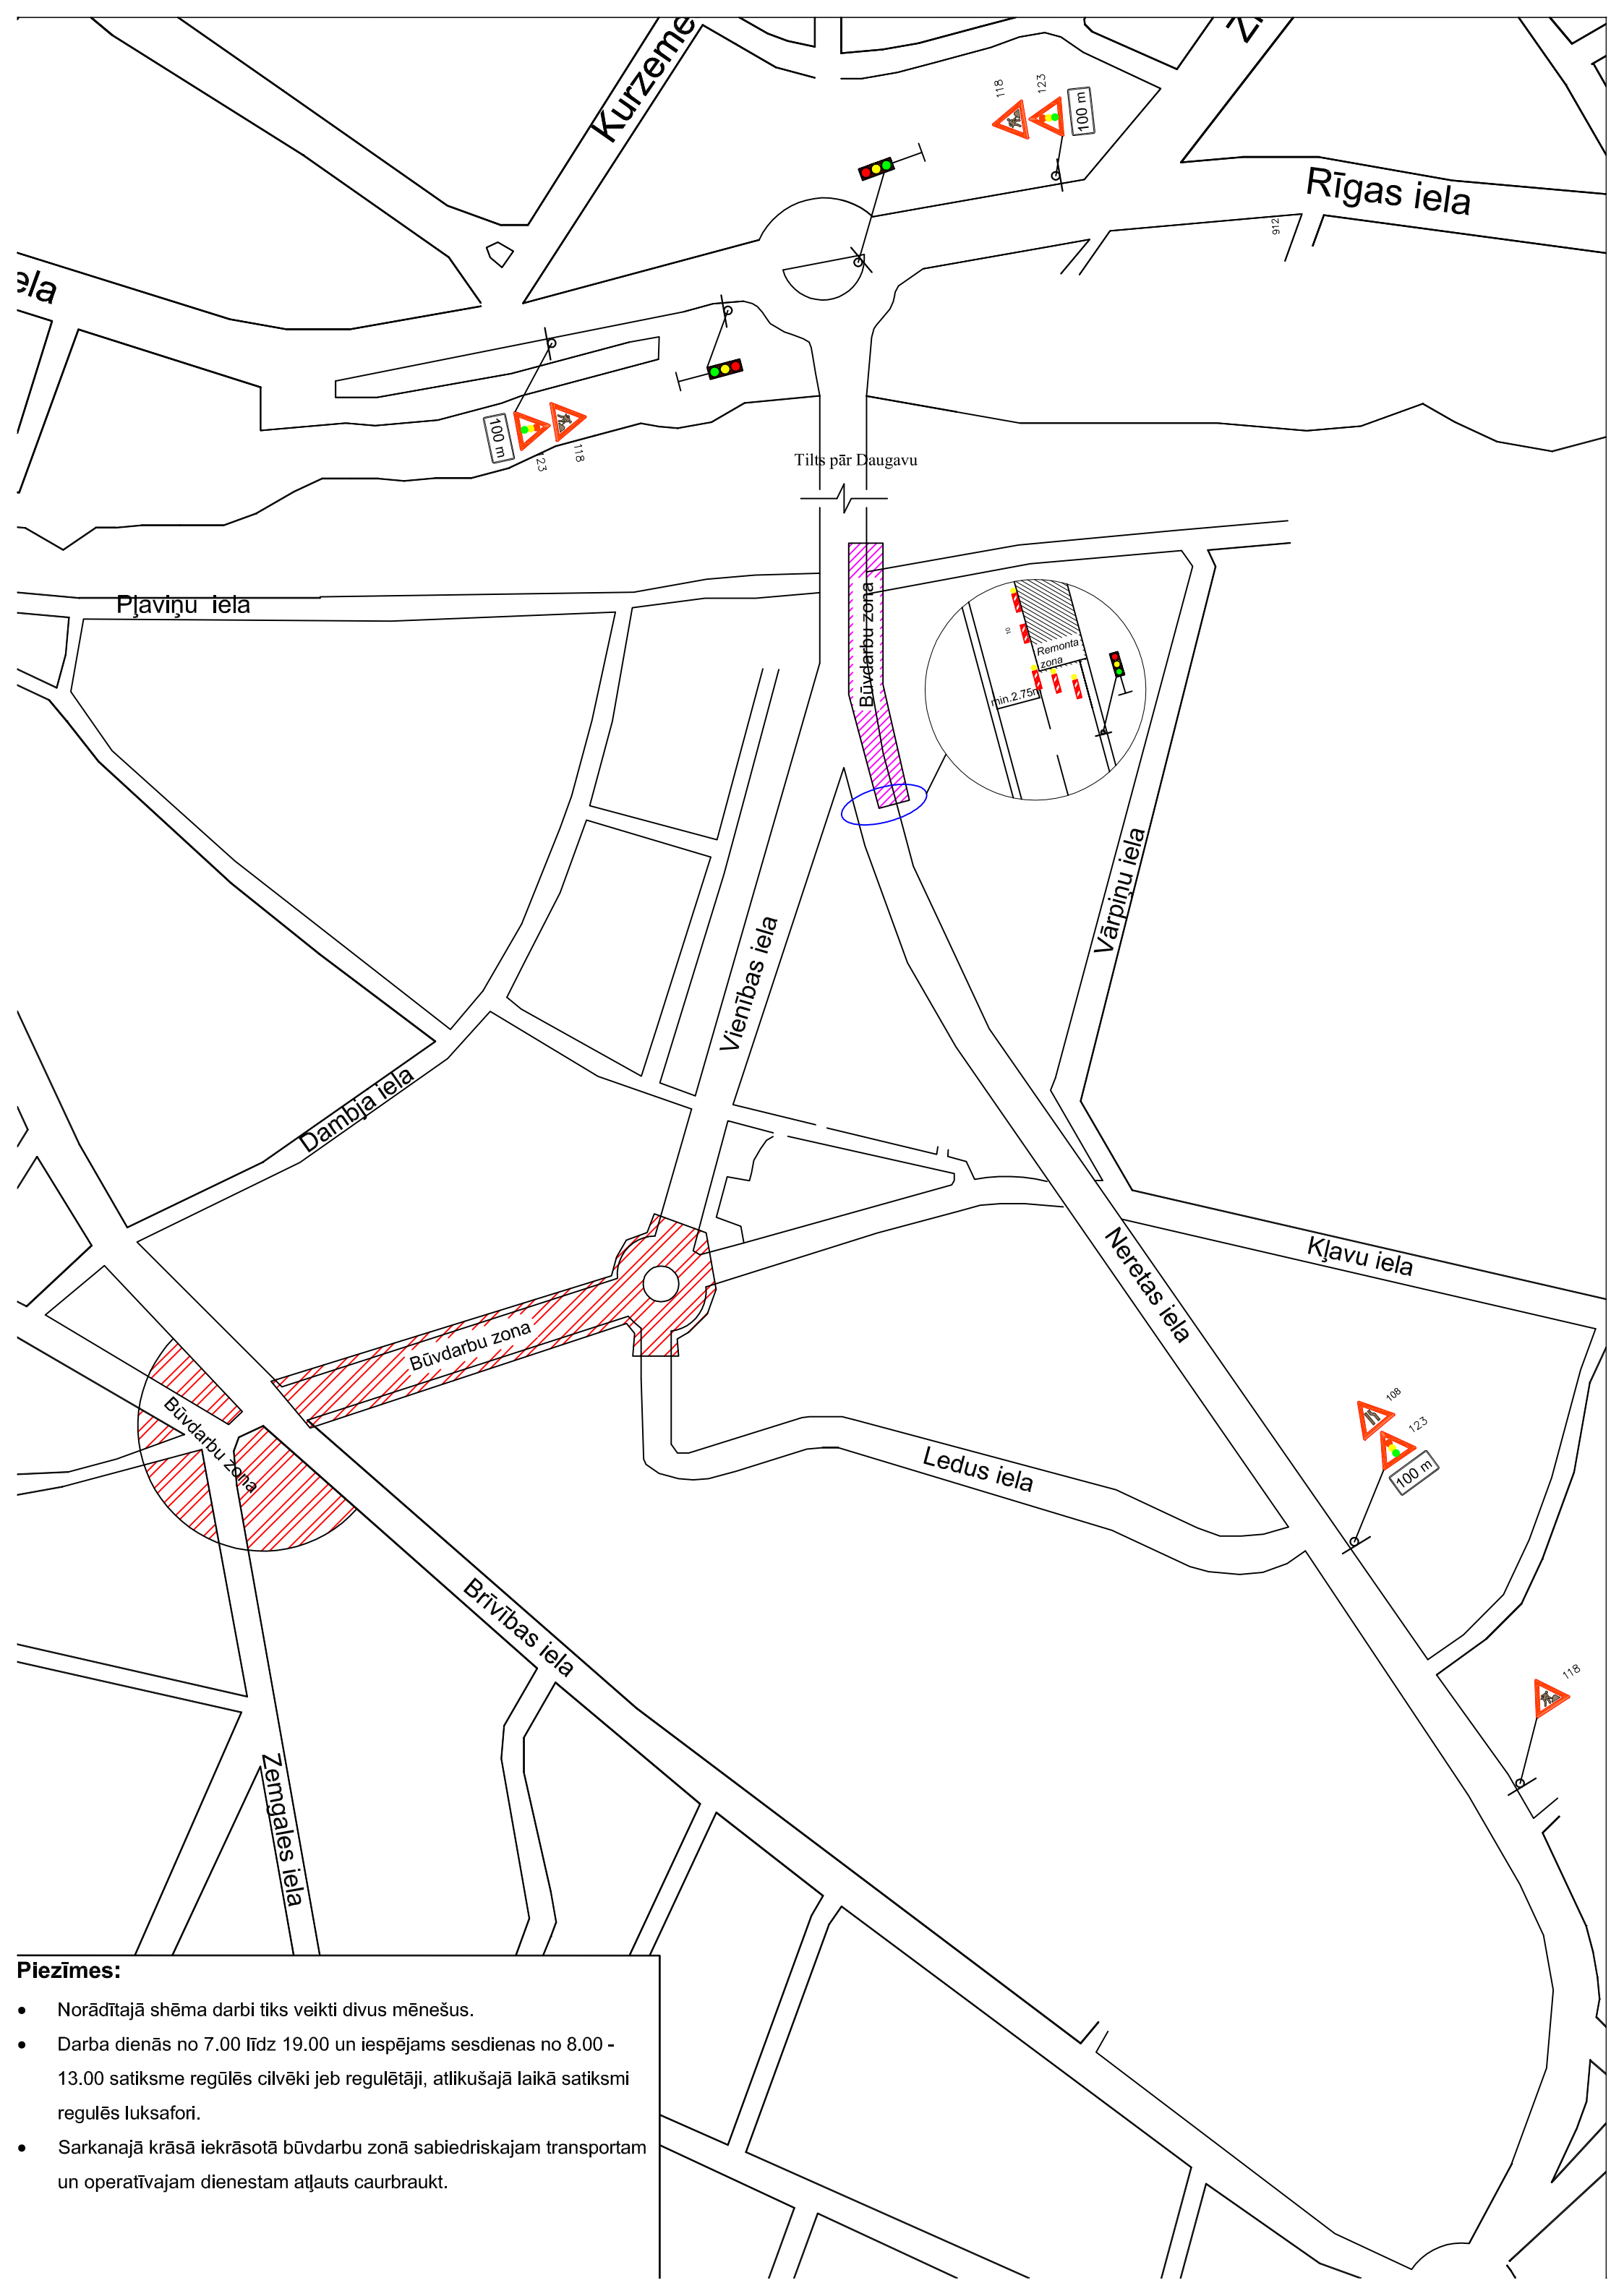 Kurzeme
118
123
100 m
Rīgas iela
912
ela
100 m
123
118
Tilts pār Daugavu
Pļaviņu iela
Būvdarbu zona
01
Remonta
zona
min.2.75m
Vārpiņu iela
Vienības iela
Dambja iela
Neretas iela
Kļavu iela
Būvdarbu zona
Būvdarbu zona
108
123
100 m
Ledus iela
Brīvības iela
118
Zemgales iela
Piezīmes:
• Norādītajā shēma darbi tiks veikti divus mēnešus.
• Darba dienās no 7.00 līdz 19.00 un iespējams sesdienas no 8.00 -
13.00 satiksme regūlēs cilvēki jeb regulētāji, atlikušajā laikā satiksmi
regulēs luksafori.
• Sarkanajā krāsā iekrāsotā būvdarbu zonā sabiedriskajam transportam
un operatīvajam dienestam atļauts caurbraukt.